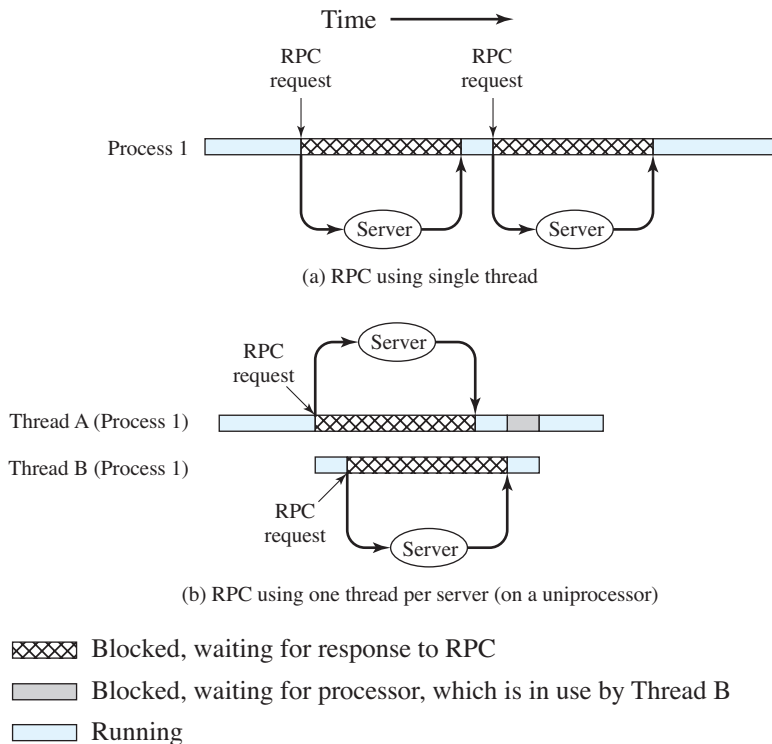 Time
RPC
request
RPC
request
Process 1
Server
Server
(a) RPC using single thread
Server
RPC
request
Thread A (Process 1)
Thread B (Process 1)
RPC
request
Server
(b) RPC using one thread per server (on a uniprocessor)
Blocked, waiting for response to RPC
Blocked, waiting for processor, which is in use by Thread B
Running